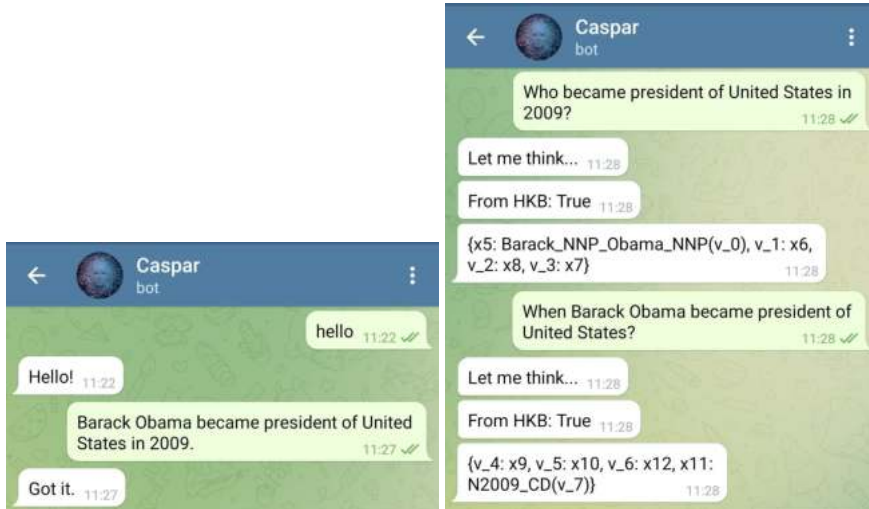 Caspar
bot
hello 11:22
Hello! 11:22
Barack Obama became president of United
States in 2009.
11:27
Got it. 11:27
Caspar
bot
Who became president of United States in
2009?
11:28
Let me think... 11:28
From HKB: True 11:28
{x5: Barack_NNP_Obama_NNP(v_0), v_1: x6,
v_2: x8, v_3: x7}
11:28
When Barack Obama became president of
United States?
11:28
Let me think... 11:28
From HKB: True 11:28
{v_4: x9, v_5: x10, v_6: x12, x11:
N2009_CD(v_7)}
11:28